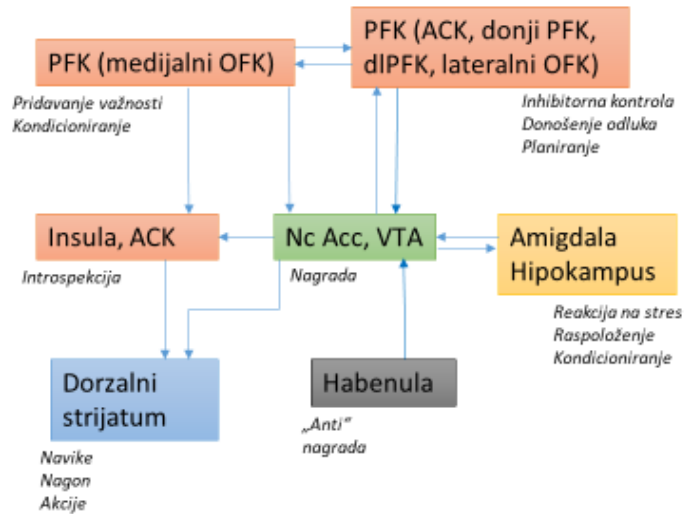 PFK (medijalni OFK)
Pridavanje važnosti
Kondicioniranje
PFK (ACK, donji PFK,
dlPFK, lateralni OFK)
Inhibitorna kontrola
Donošenje odluka
Planiranje
Insula, ACK
Introspekcija
Nc Acc, VTA
Nagrada
Amigdala
Hipokampus
Reakcija na stres
Raspoloženje
Kondicioniranje
Dorzalni
strijatum
Navike
Nagon
Akcije
Habenula
„Anti“
nagrada